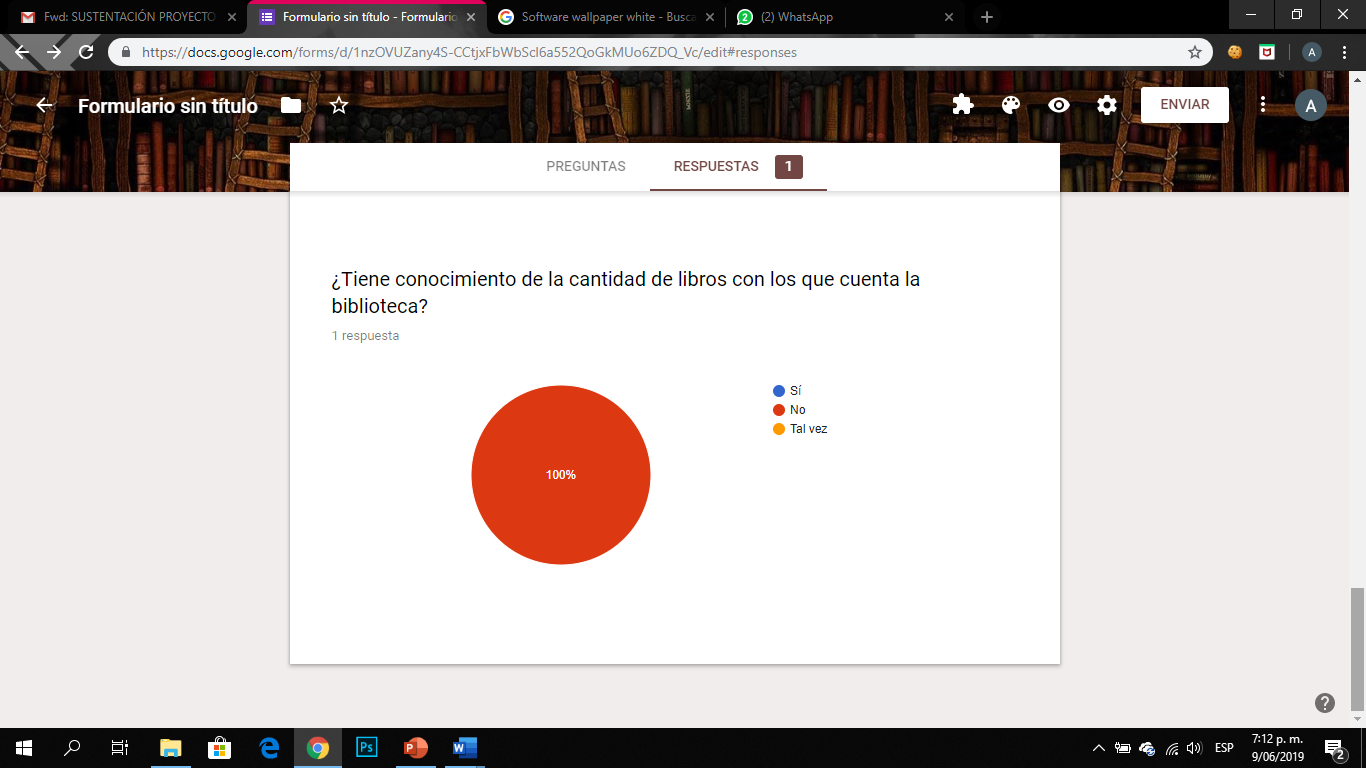 Fwd: SUSTENTACIÓN PROYECTO
Formulario sin título - Formulario
Software wallpaper white - Busca
(2) WhatsApp
https://docs.google.com/forms/d/1nzOVUZany4S-CCtjxFbWbScI6a552QoGkMUo6ZDQ_Vc/edit#responses
A
Formulario sin título
ENVIAR
A
PREGUNTAS
RESPUESTAS 1
¿Tiene conocimiento de la cantidad de libros con los que cuenta la
biblioteca?
1 respuesta
100%
Sí
No
Tal vez
ESP
7:12 p. m.
9/06/2019
2